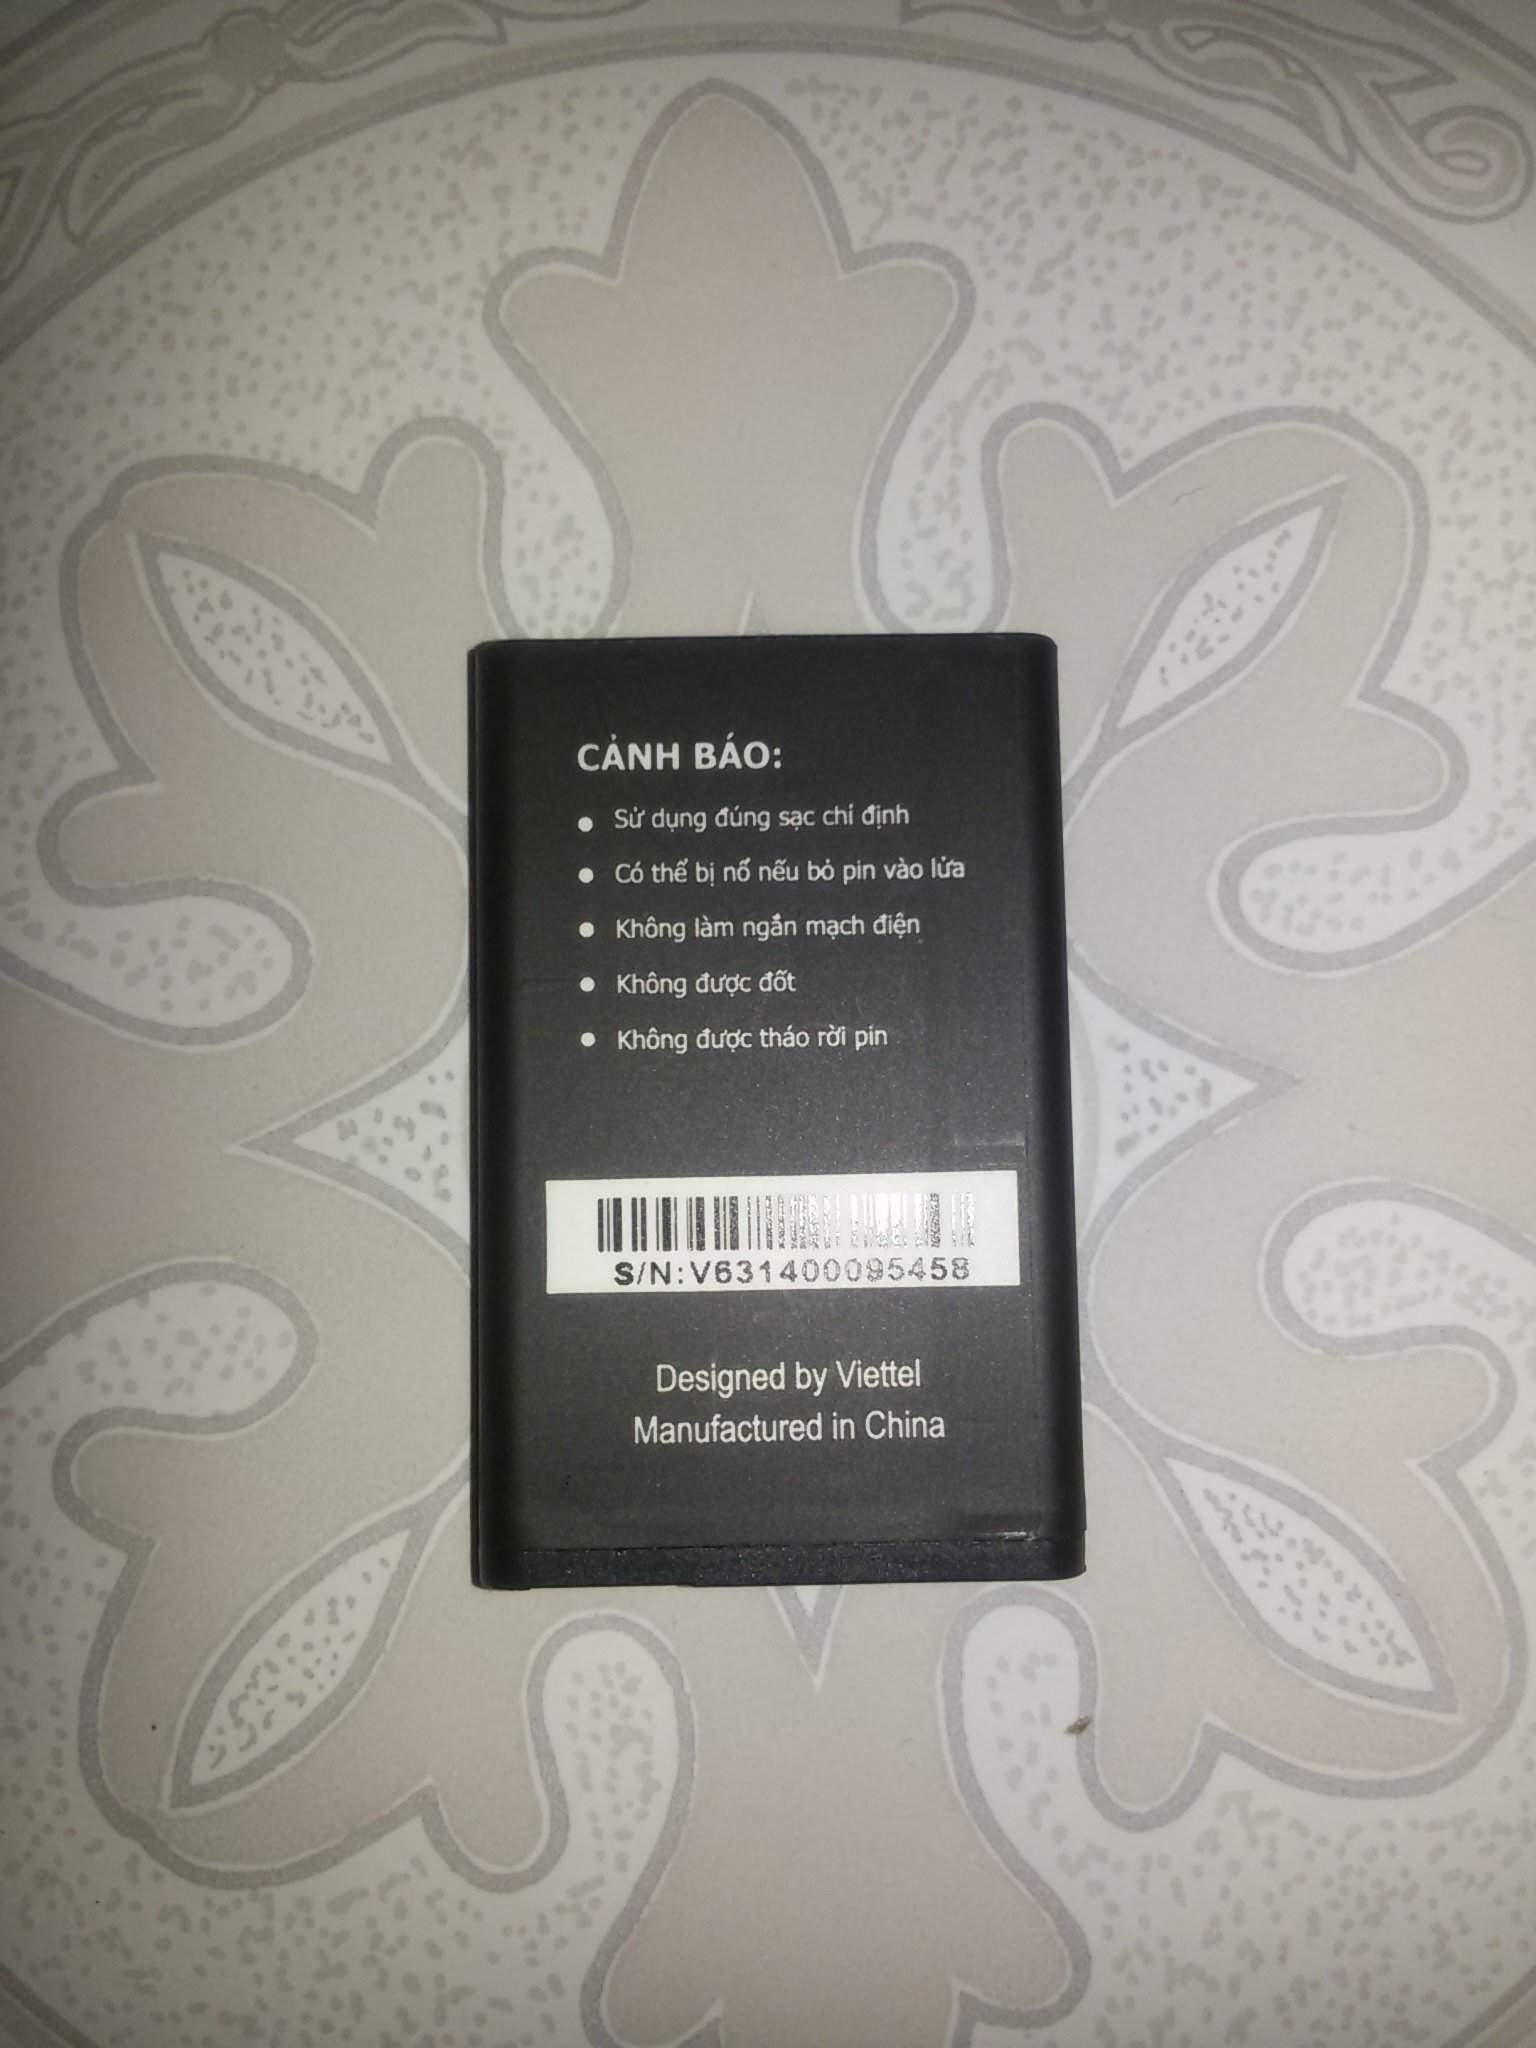 CẢNH BÁO:
● Sử dụng đúng sạc chỉ định
● Có thể bị nổ nếu bỏ pin vào lửa
● Không làm ngắn mạch điện
● Không được đốt
● Không được tháo rời pin
S/N:V631400095458
Designed by Viettel
Manufactured in China